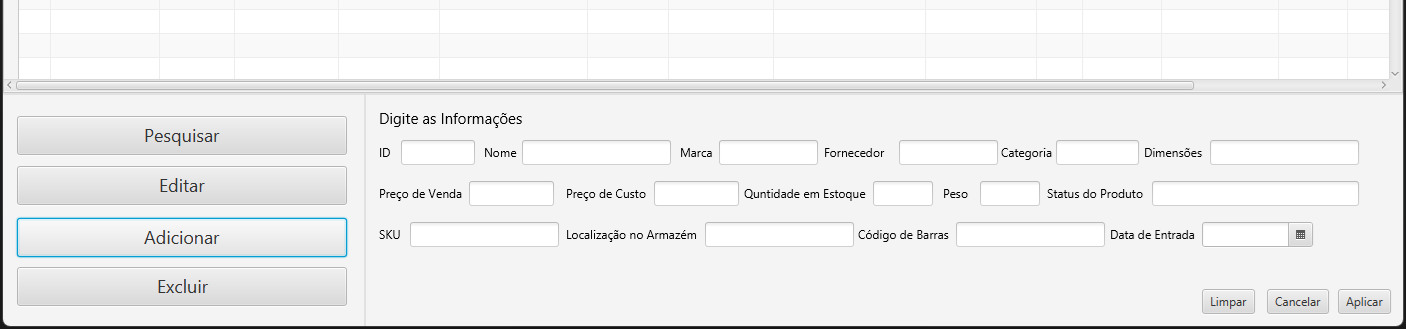 Pesquisar
Editar
Adicionar
Excluir
Digite as Informações
ID Nome Marca Fornecedor Categoria Dimensões
Preço de Venda Preço de Custo Quntidade em Estoque Peso Status do Produto
SKU Localização no Armazém Código de Barras Data de Entrada
Limpar Cancelar Aplicar